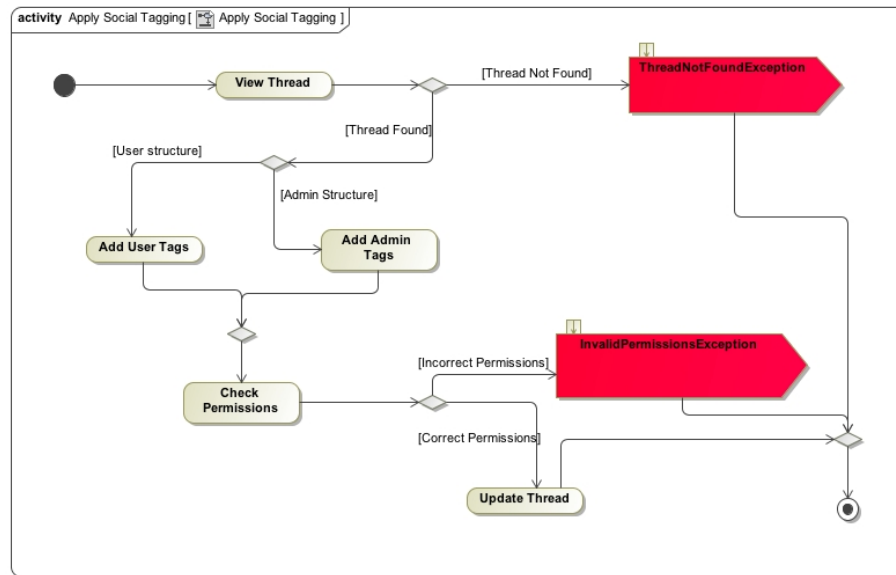 activity Apply Social Tagging [ Apply Social Tagging ]
View Thread
[Thread Not Found]
ThreadNotFoundException
[Thread Found]
[User structure]
[Admin Structure]
Add User Tags
Add Admin
Tags
InvalidPermissionsException
[Incorrect Permissions]
Check
Permissions
[Correct Permissions]
Update Thread